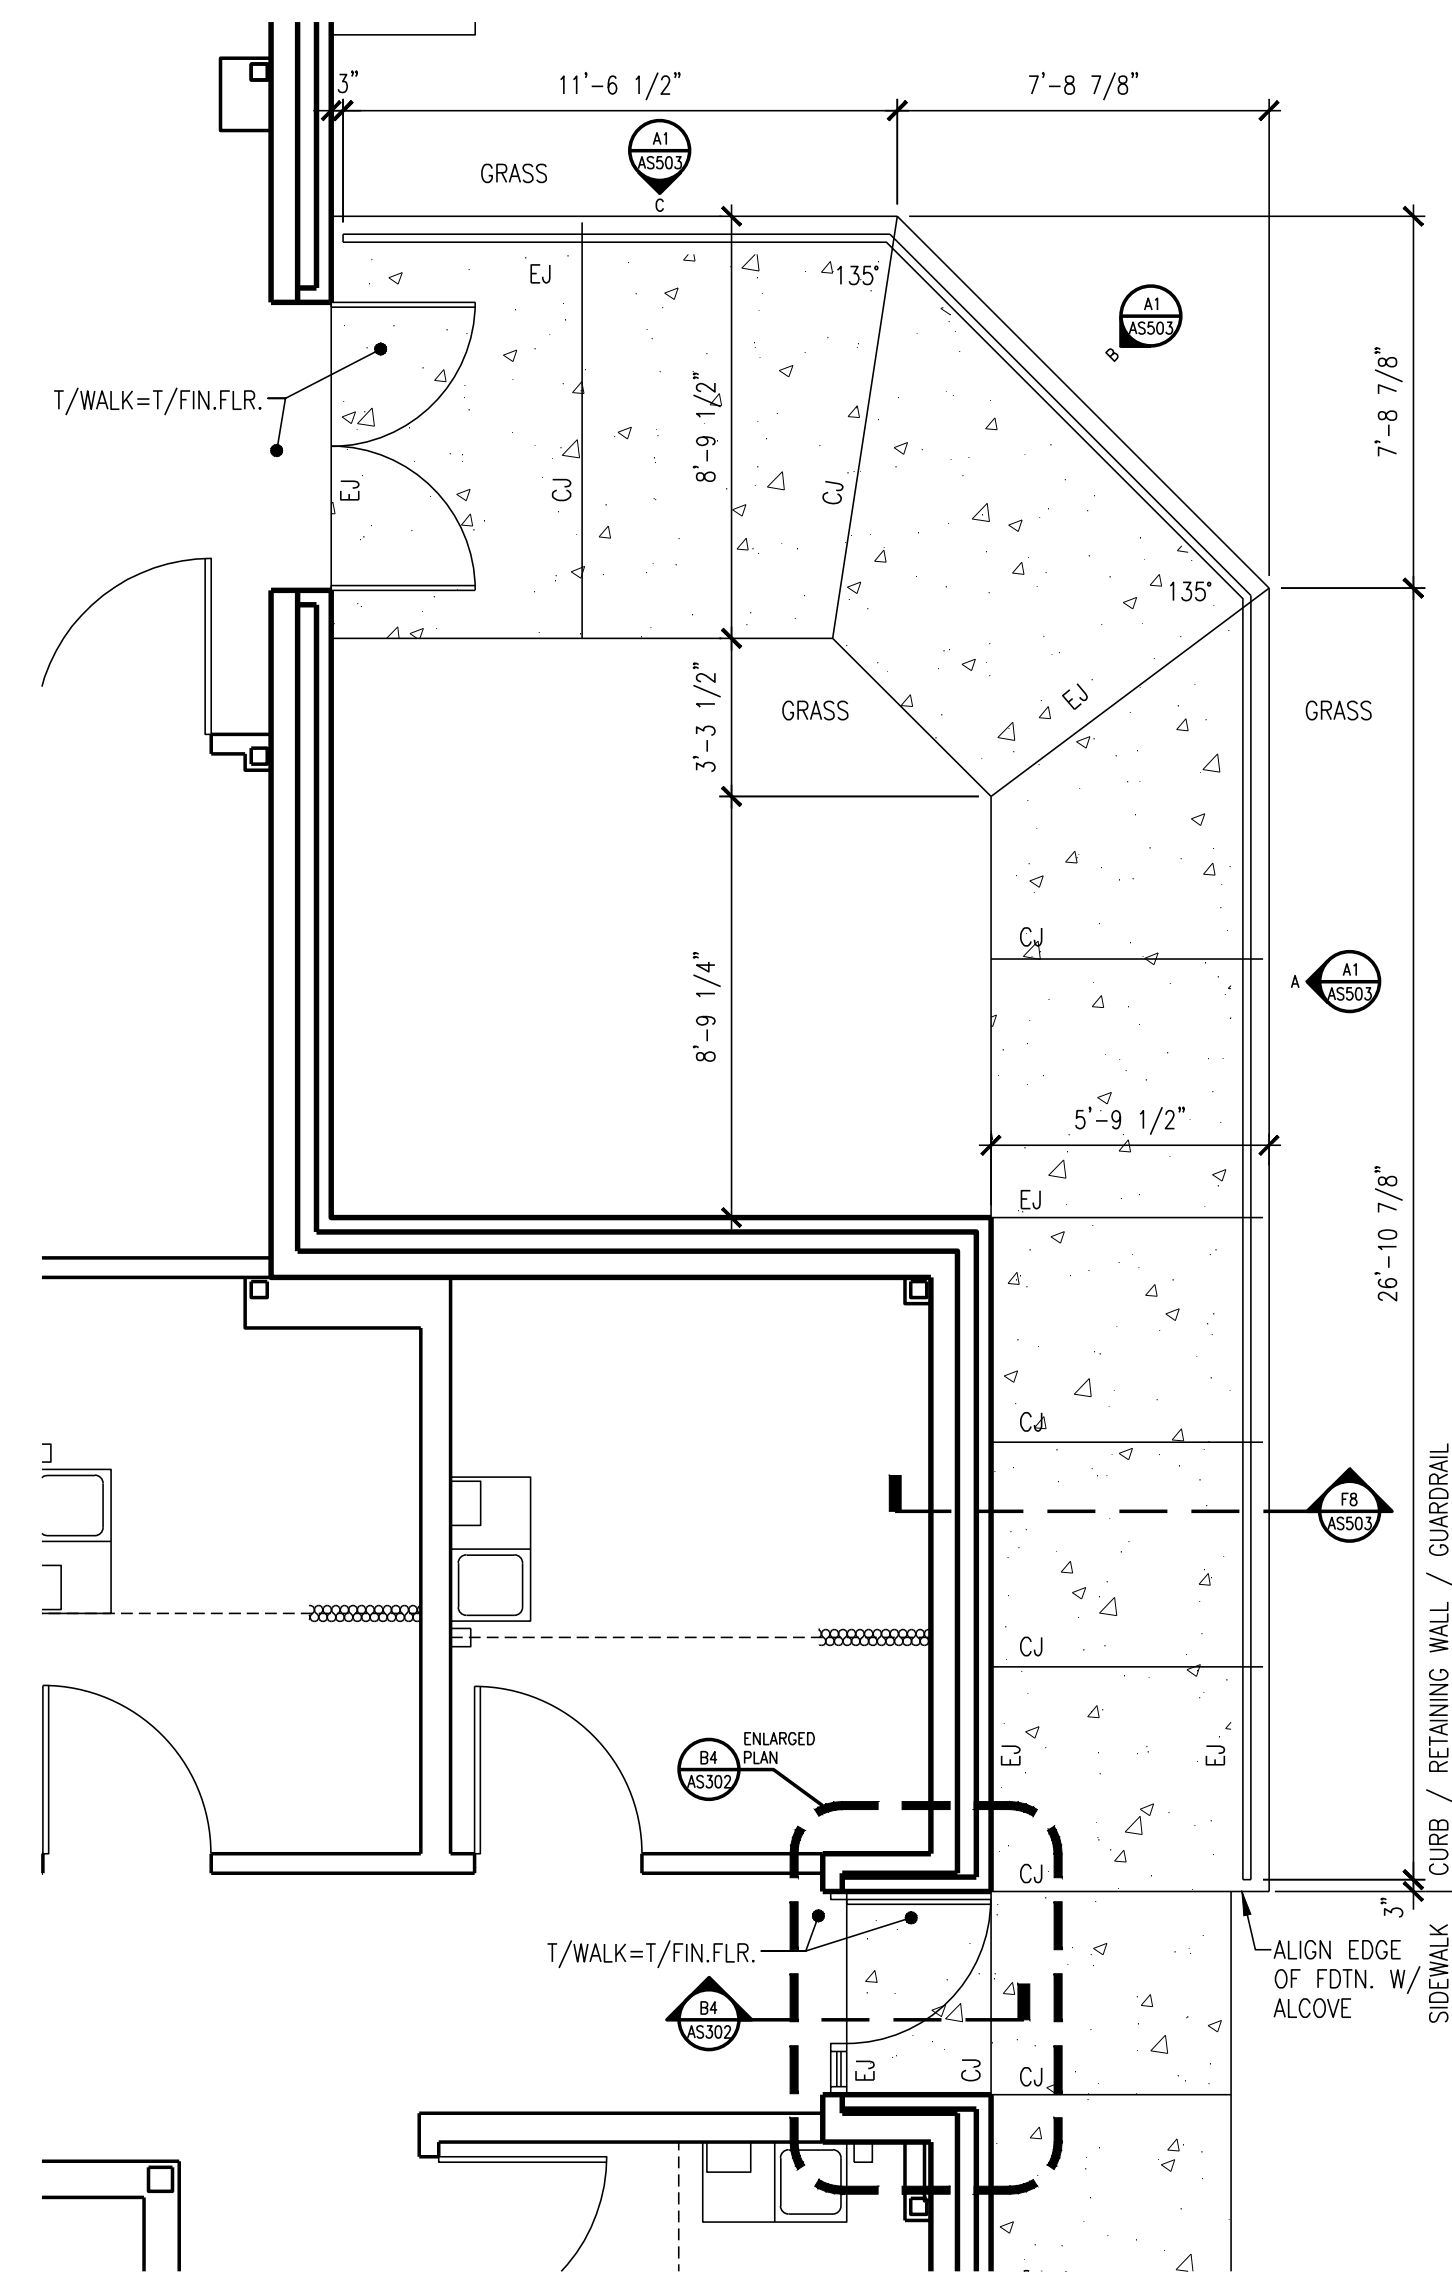 3"
11'-6 1/2"
7'-8 7/8"
A1
AS503
C
GRASS
EJ
135°
A1
AS503
B
7'-8 7/8"
8'-9 1/2"
T/WALK=T/FIN.FLR.
EJ
CJ
CJ
135°
EJ
3'-3 1/2"
GRASS
GRASS
CJ
8'-9 1/4"
A
A1
AS503
5'-9 1/2"
EJ
26'-10 7/8"
CJ
F8
AS503
CURB / RETAINING WALL / GUARDRAIL
CJ
EJ
EJ
ENLARGED
PLAN
B4
AS302
CJ
3"
T/WALK=T/FIN.FLR.
ALIGN EDGE
OF FDTN. W/
ALCOVE
SIDEWALK
B4
AS302
EJ
CJ
CJ